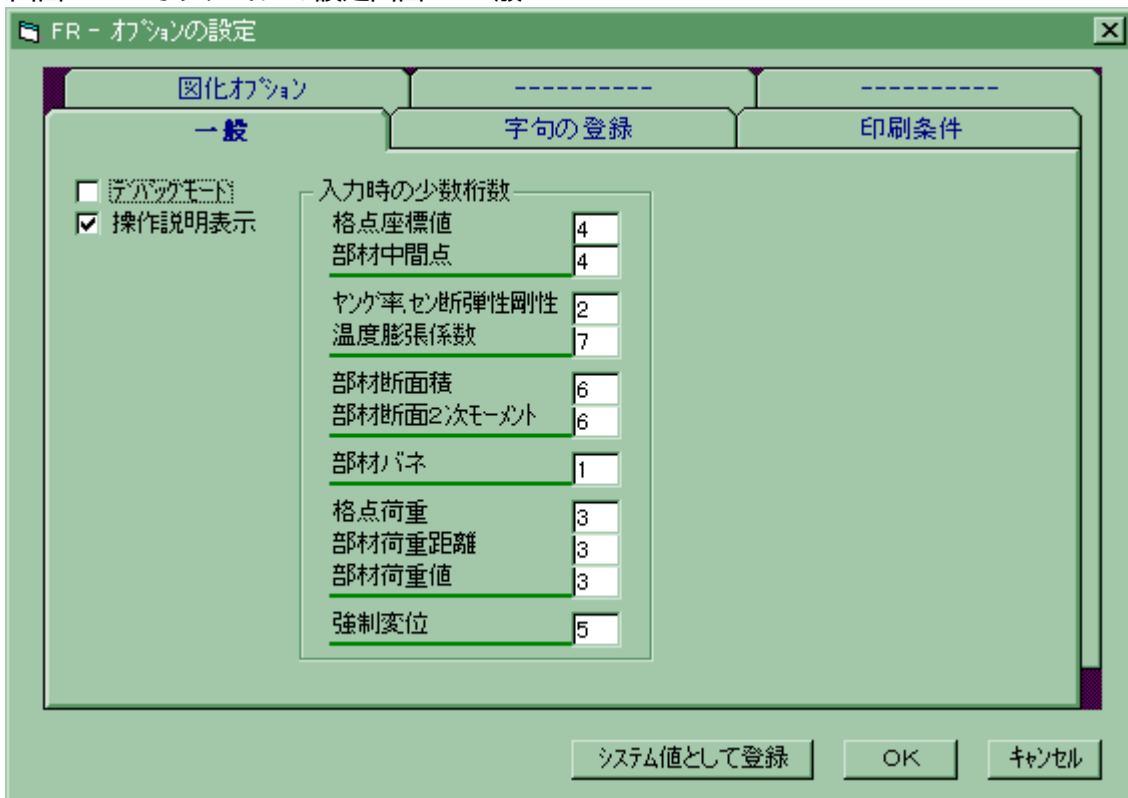 FR - ｵﾌﾟｼｮﾝの設定
図化ｵﾌﾟｼｮﾝ
----------
----------
一般
字句の登録
印刷条件
ﾃﾞﾊﾞｯｸﾞﾓｰﾄﾞ
操作説明表示
入力時の少数桁数
格点座標値 4
部材中間点 4
ﾔﾝｸﾞ率,ｾﾝ断弾性剛性 2
温度膨張係数 7
部材断面積 6
部材断面2次ﾓｰﾒﾝﾄ 6
部材バネ 1
格点荷重 3
部材荷重距離 3
部材荷重値 3
強制変位 5
ｼｽﾃﾑ値として登録
OK
ｷｬﾝｾﾙ